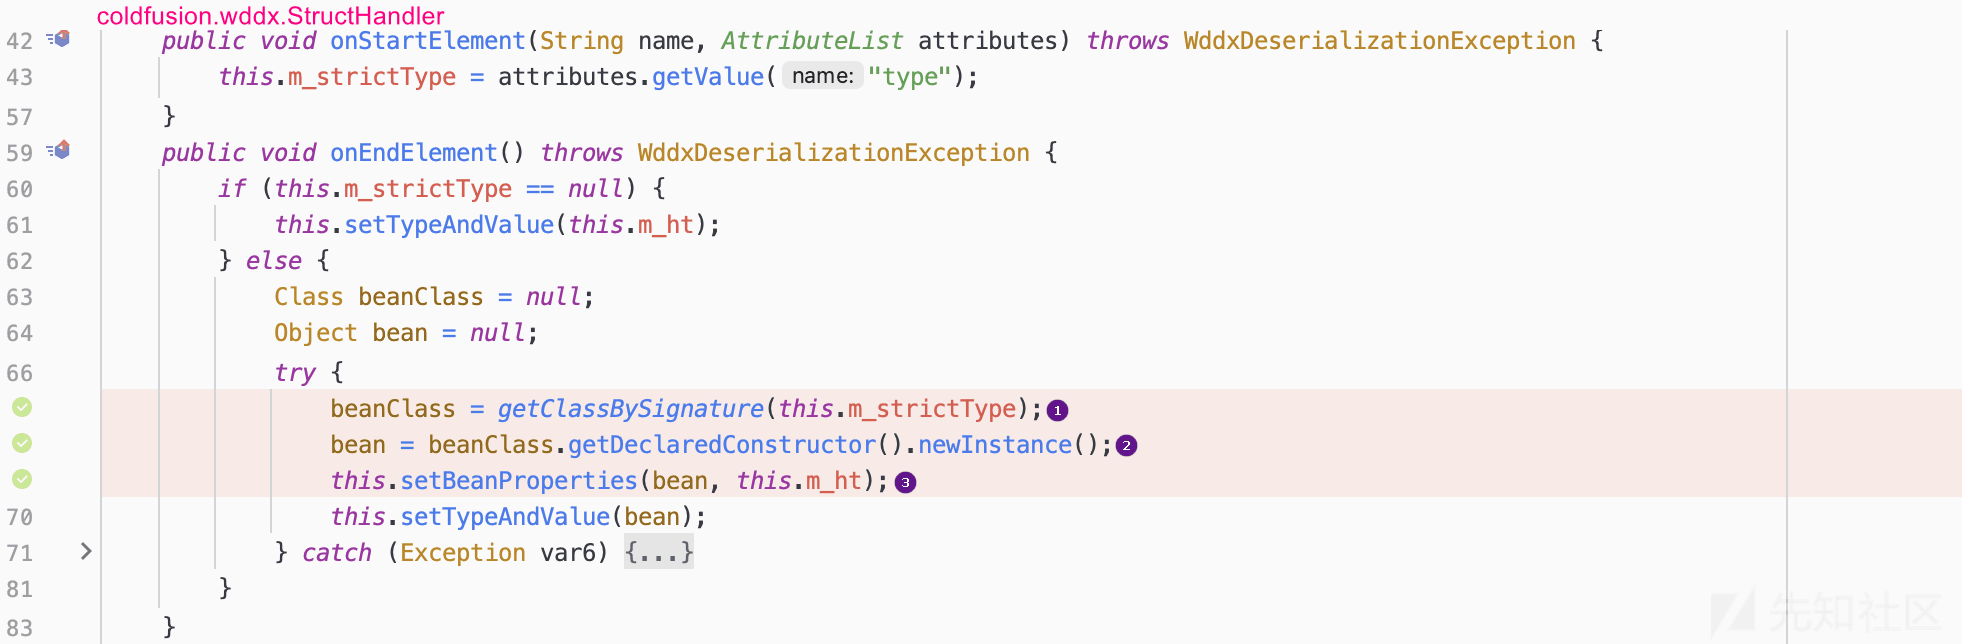 coldfusion.wddx.StructHandler
42 public void onStartElement(String name, AttributeList attributes) throws WddxDeserializationException {
43 this.m_strictType = attributes.getValue( name: "type");
57 }
59 public void onEndElement() throws WddxDeserializationException {
60 if (this.m_strictType == null) {
61 this.setTypeAndValue(this.m_ht);
62 } else {
63 Class beanClass = null;
64 Object bean = null;
66 try {
beanClass = getClassBySignature(this.m_strictType); 1
bean = beanClass.getDeclaredConstructor().newInstance(); 2
this.setBeanProperties(bean, this.m_ht); 3
70 this.setTypeAndValue(bean);
71 } catch (Exception var6) {...}
81 }
83 }
先知社区